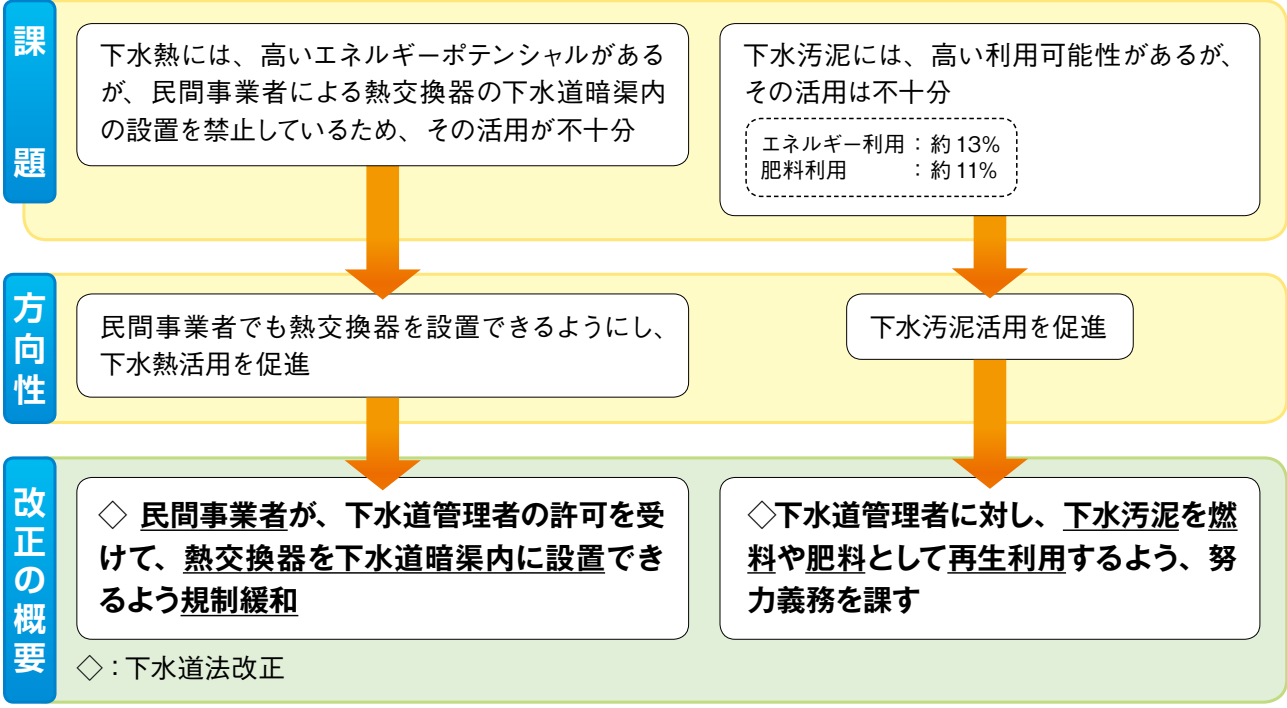 課題
下水熱には、高いエネルギーポテンシャルがある
が、民間事業者による熱交換器の下水道暗渠内
の設置を禁止しているため、その活用が不十分
下水汚泥には、高い利用可能性があるが、
その活用は不十分
エネルギー利用：約13%
肥料利用　　　：約11%
方向性
民間事業者でも熱交換器を設置できるようにし、
下水熱活用を促進
下水汚泥活用を促進
改正の概要
◇ 民間事業者が、下水道管理者の許可を受
けて、熱交換器を下水道暗渠内に設置でき
るよう規制緩和
◇下水道管理者に対し、下水汚泥を燃
料や肥料として再生利用するよう、努
力義務を課す
◇：下水道法改正